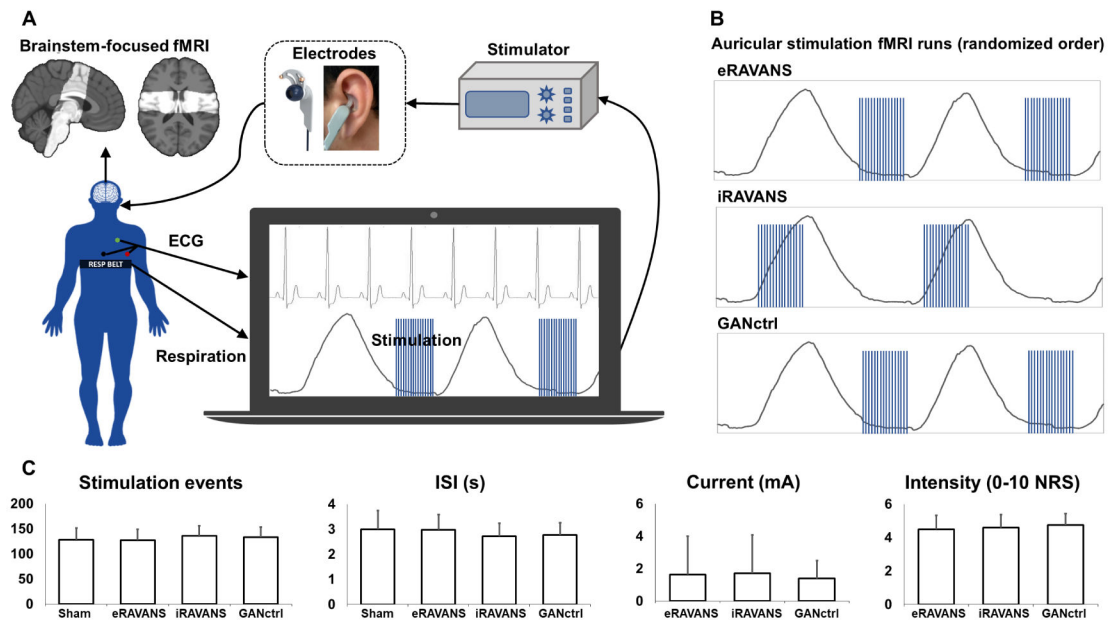 A
Brainstem-focused fMRI
Electrodes
Stimulator
ECG
RESP BELT
Respiration
Stimulation
B
Auricular stimulation fMRI runs (randomized order)
eRAVANS
iRAVANS
GANctrl
C
Stimulation events
200
150
100
50
0
Sham eRAVANS iRAVANS GANctrl
ISI (s)
4
3
2
1
0
Sham eRAVANS iRAVANS GANctrl
Current (mA)
6
4
2
0
eRAVANS iRAVANS GANctrl
Intensity (0-10 NRS)
6
4
2
0
eRAVANS iRAVANS GANctrl